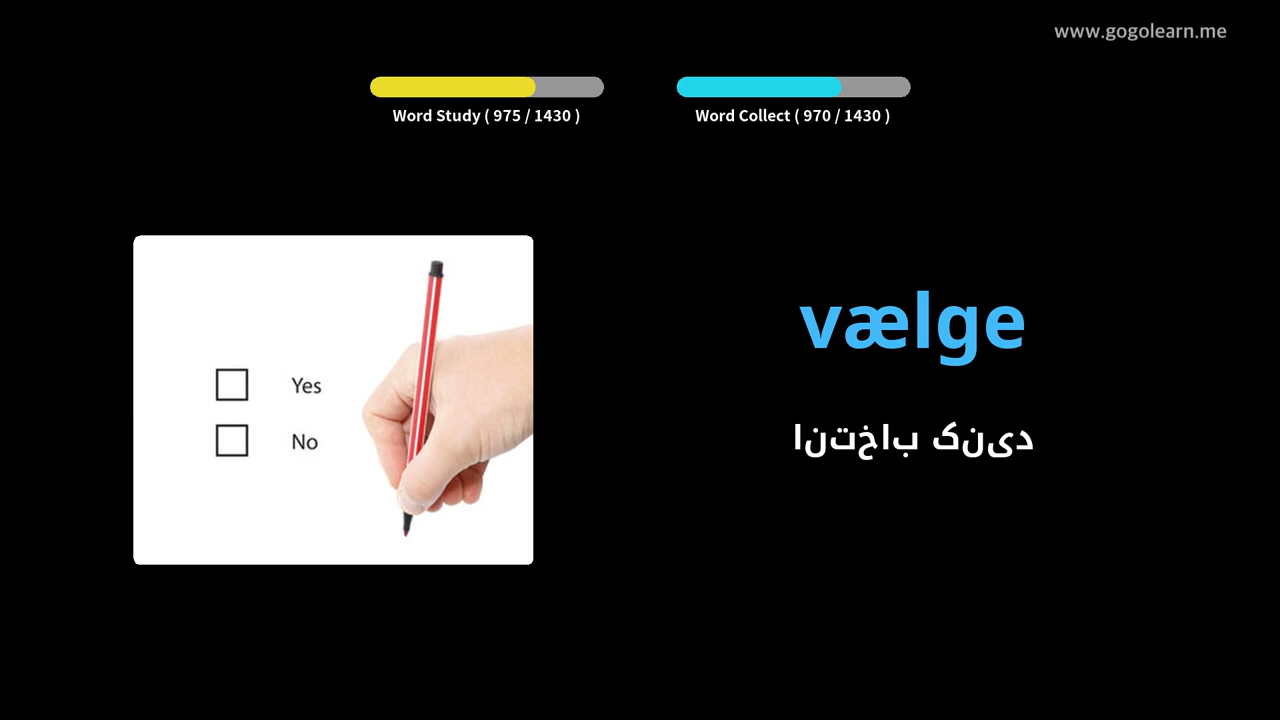 www.gogolearn.me
Word Study ( 975 / 1430 )
Word Collect ( 970 / 1430 )
Yes
No
vælge
انتخاب کنید